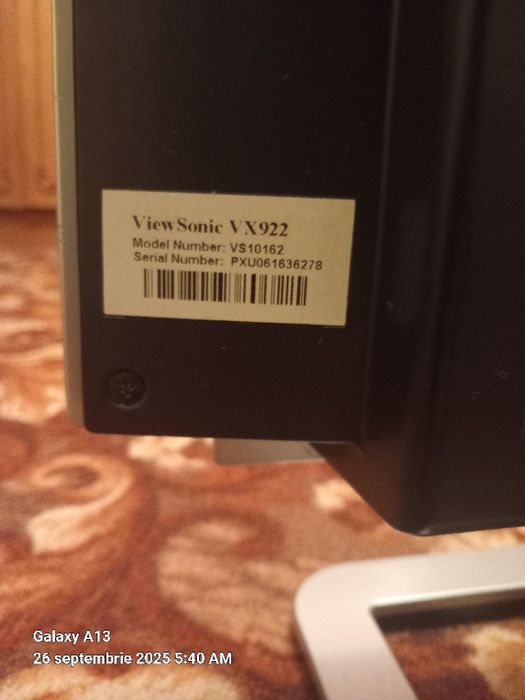 ViewSonic VX922
Model Number: VS10162
Serial Number: PXU061636278
Galaxy A13
26 septembrie 2025 5:40 AM